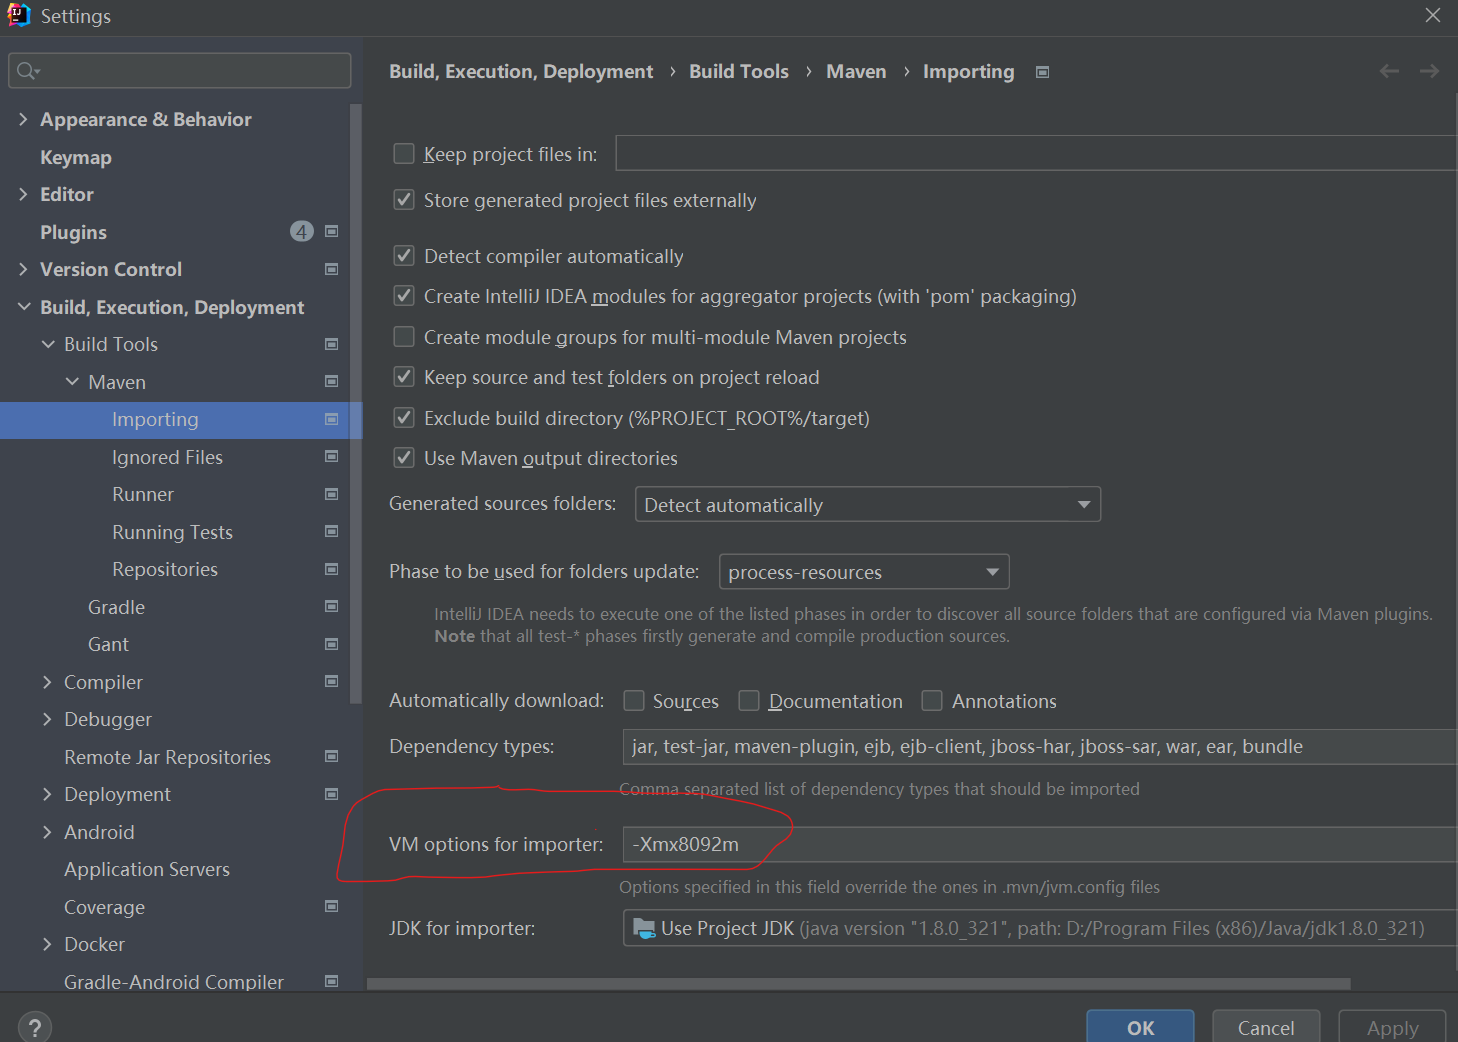 Settings
Build, Execution, Deployment › Build Tools › Maven › Importing
Appearance & Behavior
Keymap
Editor
Plugins 4
Version Control
Build, Execution, Deployment
Build Tools
Maven
Importing
Ignored Files
Runner
Running Tests
Repositories
Gradle
Gant
Compiler
Debugger
Remote Jar Repositories
Deployment
Android
Application Servers
Coverage
Docker
Gradle-Android Compiler
Keep project files in:
Store generated project files externally
Detect compiler automatically
Create IntelliJ IDEA modules for aggregator projects (with 'pom' packaging)
Create module groups for multi-module Maven projects
Keep source and test folders on project reload
Exclude build directory (%PROJECT_ROOT%/target)
Use Maven output directories
Generated sources folders: Detect automatically
Phase to be used for folders update: process-resources
IntelliJ IDEA needs to execute one of the listed phases in order to discover all source folders that are configured via Maven plugins.
Note that all test-* phases firstly generate and compile production sources.
Automatically download: Sources Documentation Annotations
Dependency types: jar, test-jar, maven-plugin, ejb, ejb-client, jboss-har, jboss-sar, war, ear, bundle
Comma separated list of dependency types that should be imported
VM options for importer: -Xmx8092m
Options specified in this field override the ones in .mvn/jvm.config files
JDK for importer: Use Project JDK (java version "1.8.0_321", path: D:/Program Files (x86)/Java/jdk1.8.0_321)
?
OK Cancel Apply